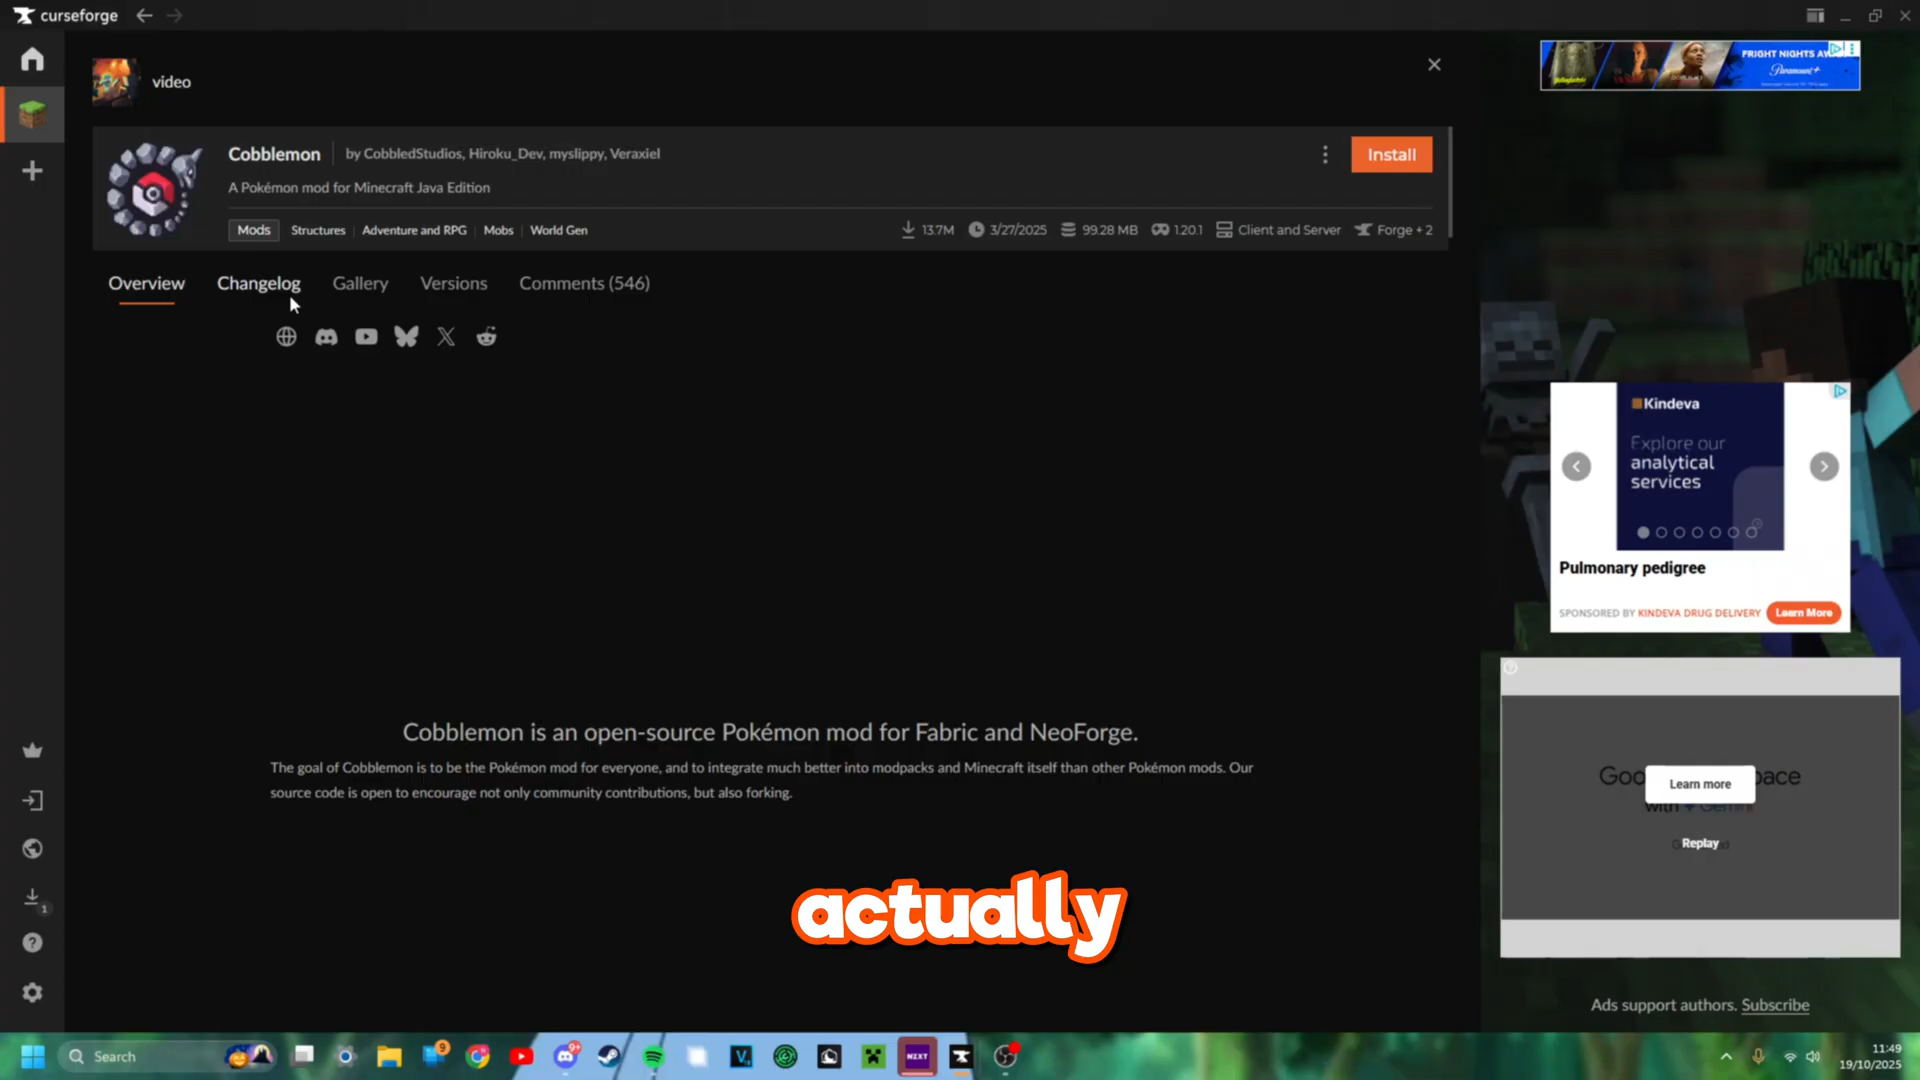 curseforge
video
Cobblemon
by CobbledStudios, Hiroku_Dev, myslippy, Veraxiel
Install
A Pokémon mod for Minecraft Java Edition
Mods
Structures
Adventure and RPG
Mobs
World Gen
13.7M
3/27/2025
99.28 MB
1.20.1
Client and Server
Forge + 2
Overview
Changelog
Gallery
Versions
Comments (546)
Cobblemon is an open-source Pokémon mod for Fabric and NeoForge.
The goal of Cobblemon is to be the Pokémon mod for everyone, and to integrate much better into modpacks and Minecraft itself than other Pokémon mods. Our
source code is open to encourage not only community contributions, but also forking.
actually
FRIGHT NIGHTS
Paramount+
Kindeva
Explore our
analytical
services
Pulmonary pedigree
SPONSORED BY KINDEVA DRUG DELIVERY
Learn More
Learn more
Replay
Ads support authors. Subscribe
1
Search
9
9+
V.
NZXT
11:49
19/10/2025